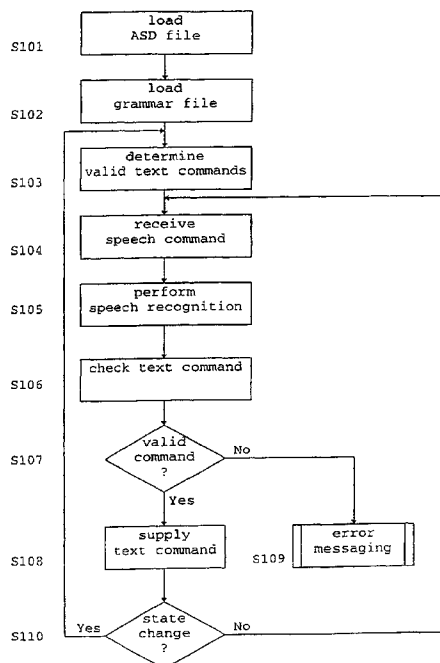 load
ASD file
S101
load
grammar file
S102
determine
valid text commands
S103
receive
speech command
S104
perform
speech recognition
S105
check text command
S106
valid
command
?
No
S107
Yes
supply
text command
S108
error
messaging
S109
state
change
?
Yes
No
S110